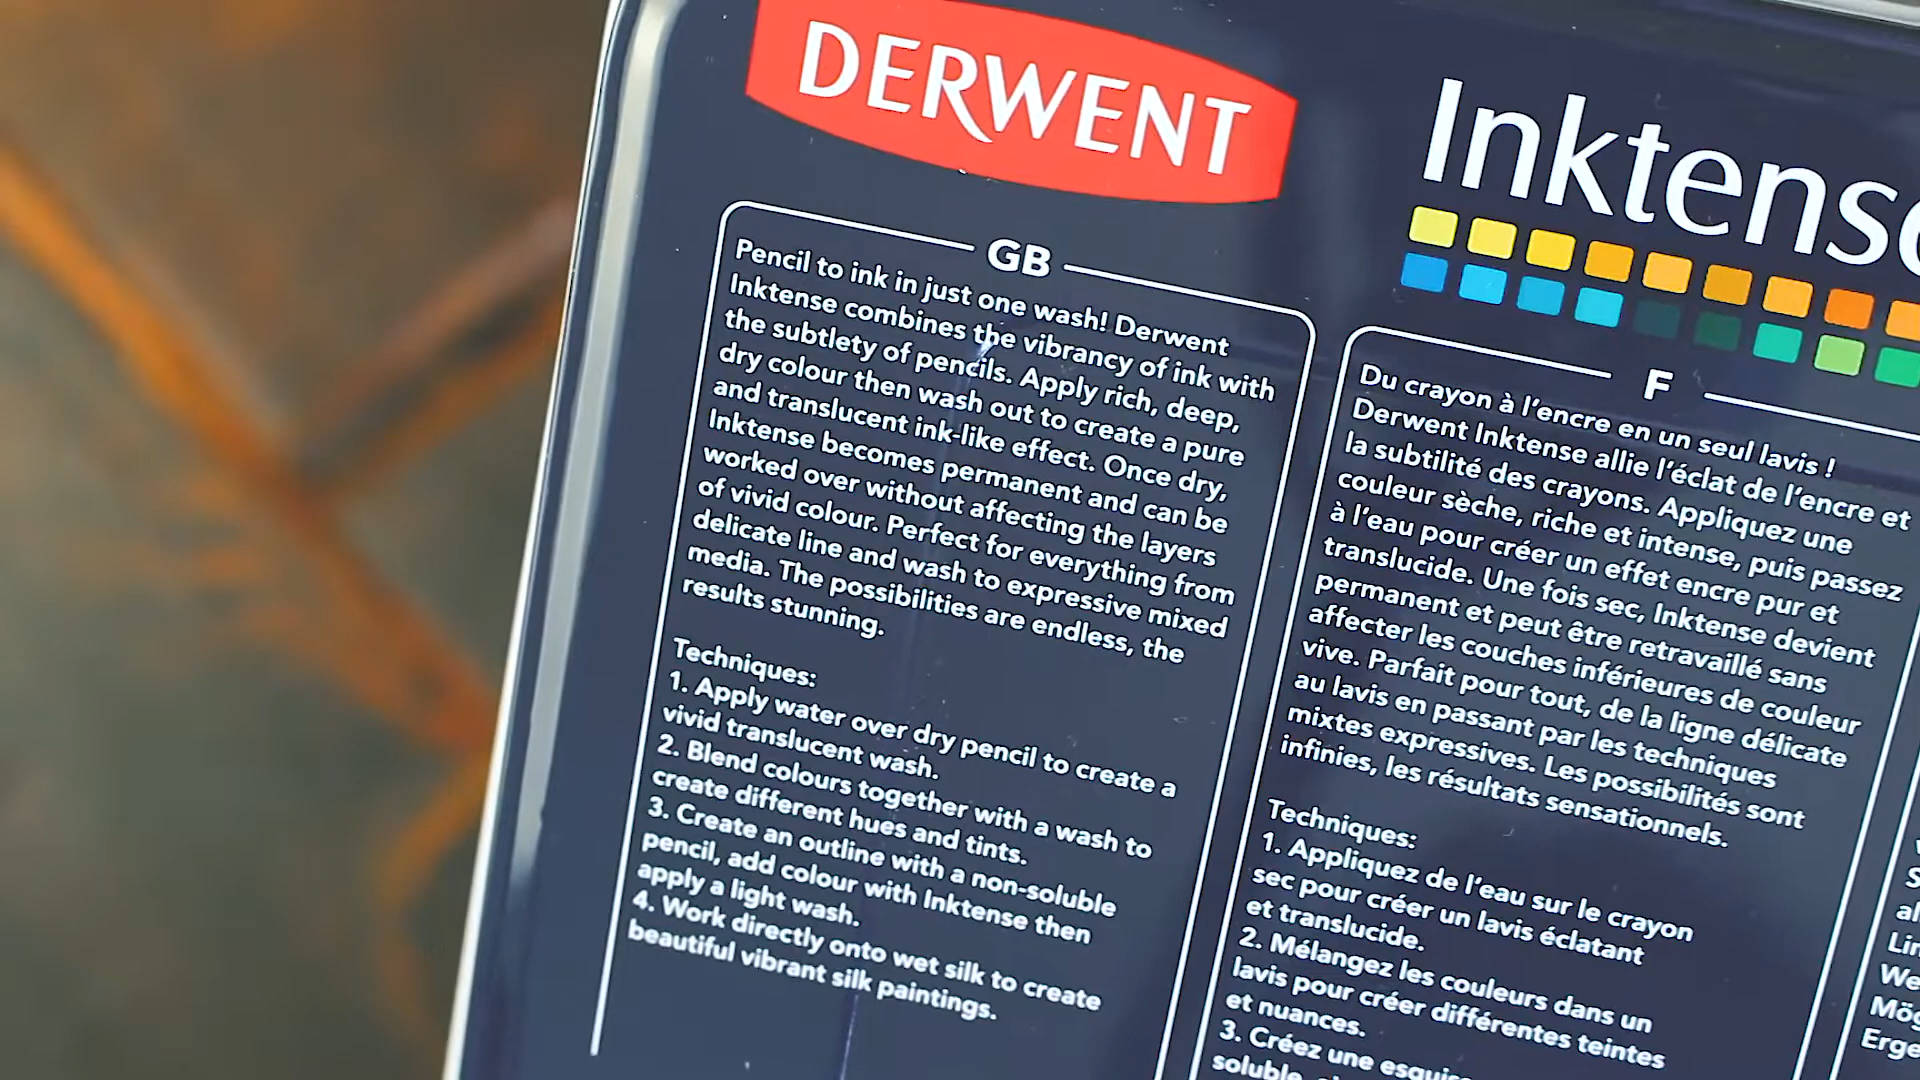 DERWENT
Inktense
GB
Pencil to ink in just one wash! Derwent
Inktense combines the vibrancy of ink with
the subtlety of pencils. Apply rich, deep,
dry colour then wash out to create a pure
and translucent ink-like effect. Once dry,
Inktense becomes permanent and can be
worked over without affecting the layers
of vivid colour. Perfect for everything from
delicate line and wash to expressive mixed
media. The possibilities are endless, the
results stunning.
Techniques:
1. Apply water over dry pencil to create a
vivid translucent wash.
2. Blend colours together with a wash to
create different hues and tints.
3. Create an outline with a non-soluble
pencil, add colour with Inktense then
apply a light wash.
4. Work directly onto wet silk to create
beautiful vibrant silk paintings.
F
Du crayon à l'encre en un seul lavis !
Derwent Inktense allie l'éclat de l'encre et
la subtilité des crayons. Appliquez une
couleur sèche, riche et intense, puis passez
à l'eau pour créer un effet encre pur et
translucide. Une fois sec, Inktense devient
permanent et peut être retravaillé sans
affecter les couches inférieures de couleur
vive. Parfait pour tout, de la ligne délicate
au lavis en passant par les techniques
mixtes expressives. Les possibilités sont
infinies, les résultats sensationnels.
Techniques:
1. Appliquez de l'eau sur le crayon
sec pour créer un lavis éclatant
et translucide.
2. Mélangez les couleurs dans un
lavis pour créer différentes teintes
et nuances.
3. Créez une
soluble,